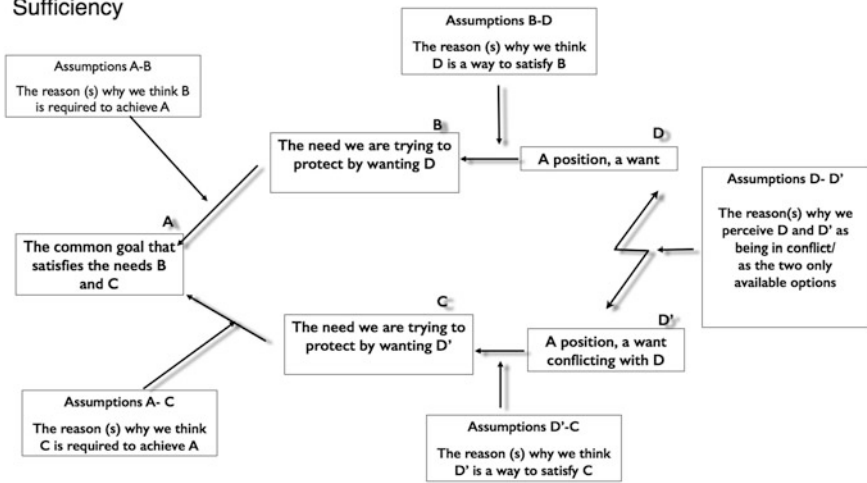 Sufficiency
Assumptions B-D
The reason (s) why we think
D is a way to satisfy B
Assumptions A-B
The reason (s) why we think B
is required to achieve A
B
The need we are trying to
protect by wanting D
D
A position, a want
Assumptions D- D’
The reason(s) why we
perceive D and D’ as
being in conflict/
as the two only
available options
A
The common goal that
satisfies the needs B
and C
C
The need we are trying to
protect by wanting D’
D’
A position, a want
conflicting with D
Assumptions A- C
The reason (s) why we think
C is required to achieve A
Assumptions D’-C
The reason (s) why we think
D’ is a way to satisfy C